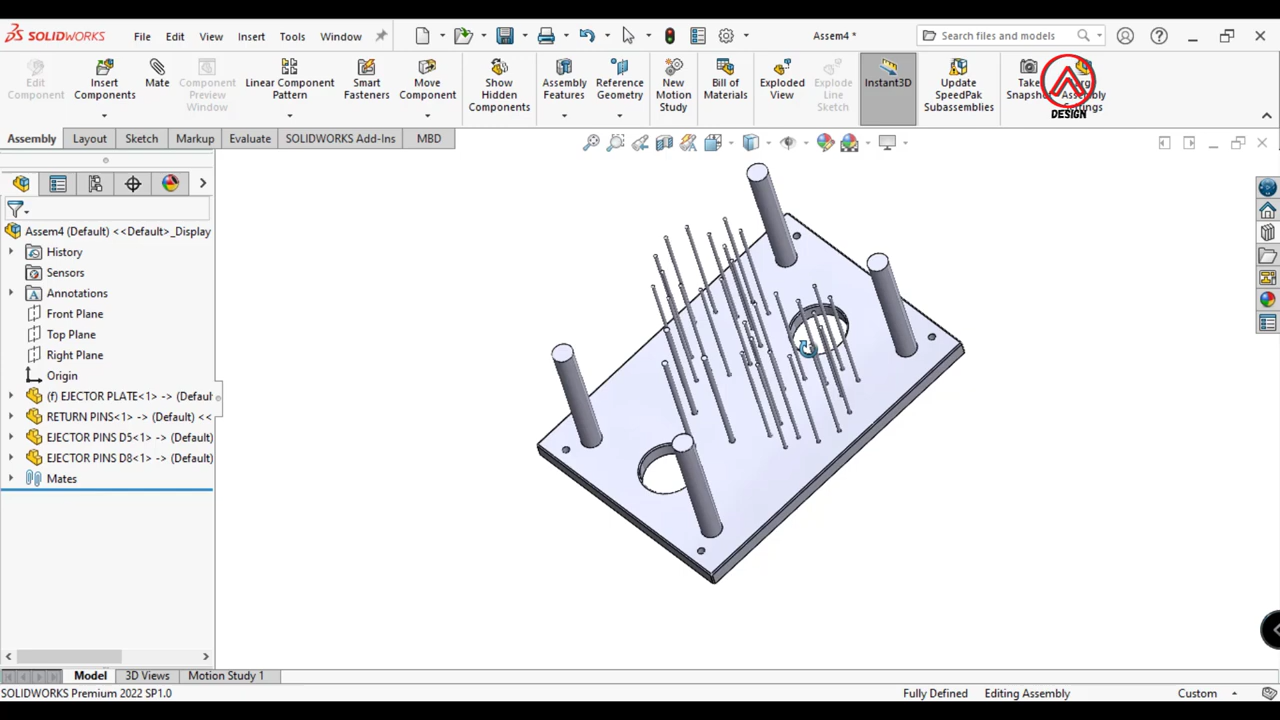 SOLIDWORKS File Edit View Insert Tools Window Assem4 * Search files and models
Edit Component
Insert Components
Mate
Component Preview Window
Linear Component Pattern
Smart Fasteners
Move Component
Show Hidden Components
Assembly Features
Reference Geometry
New Motion Study
Bill of Materials
Exploded View
Explode Line Sketch
Instant3D
Update SpeedPak Subassemblies
Take Snapshot
DESIGN
Assembly Layout Sketch Markup Evaluate SOLIDWORKS Add-Ins MBD
Assem4 (Default) <<Default>_Display
History
Sensors
Annotations
Front Plane
Top Plane
Right Plane
Origin
(f) EJECTOR PLATE<1> -> (Defaul
RETURN PINS<1> -> (Default) <<
EJECTOR PINS D5<1> -> (Default)
EJECTOR PINS D8<1> -> (Default)
Mates
Model 3D Views Motion Study 1
SOLIDWORKS Premium 2022 SP1.0 Fully Defined Editing Assembly Custom